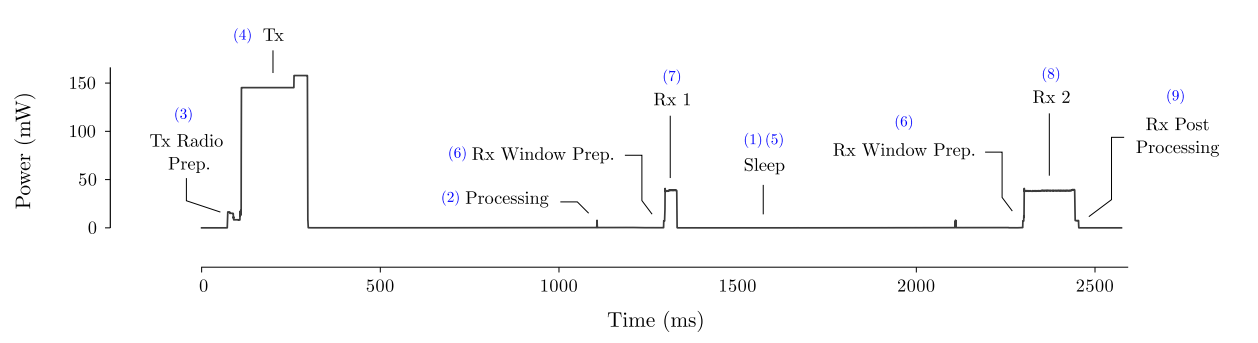 (4) Tx
(3)
Tx Radio
Prep.
(7)
Rx 1
(6) Rx Window Prep.
(2) Processing
(1) (5)
Sleep
(6)
Rx Window Prep.
(8)
Rx 2
(9)
Rx Post
Processing
Power (mW)
150
100
50
0
0 500 1000 1500 2000 2500
Time (ms)